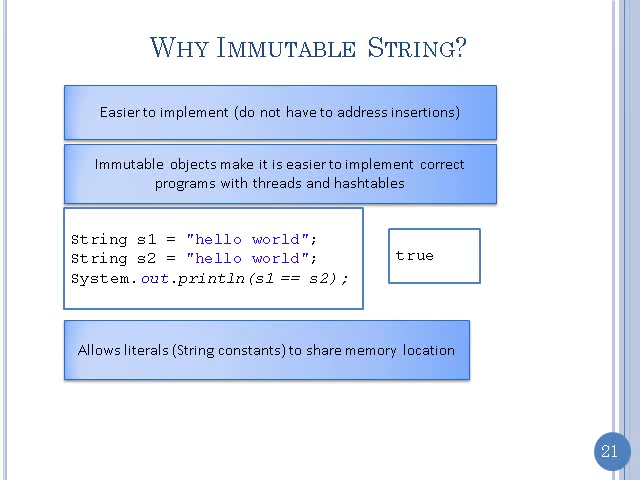 WHY IMMUTABLE STRING?
Easier to implement (do not have to address insertions)
Immutable objects make it is easier to implement correct
programs with threads and hashtables
String s1 = "hello world";
String s2 = "hello world";
System.out.println(s1 == s2);
true
Allows literals (String constants) to share memory location
21